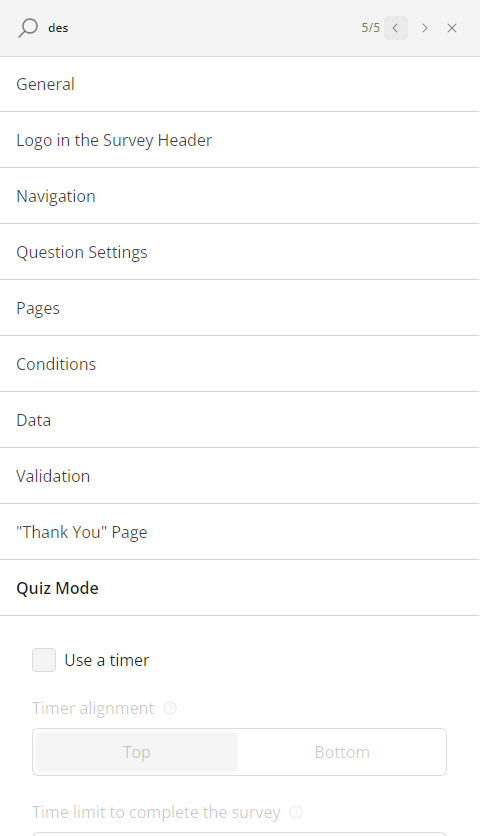 des 5/5
General
Logo in the Survey Header
Navigation
Question Settings
Pages
Conditions
Data
Validation
"Thank You" Page
Quiz Mode
Use a timer
Timer alignment ?
Top Bottom
Time limit to complete the survey ?